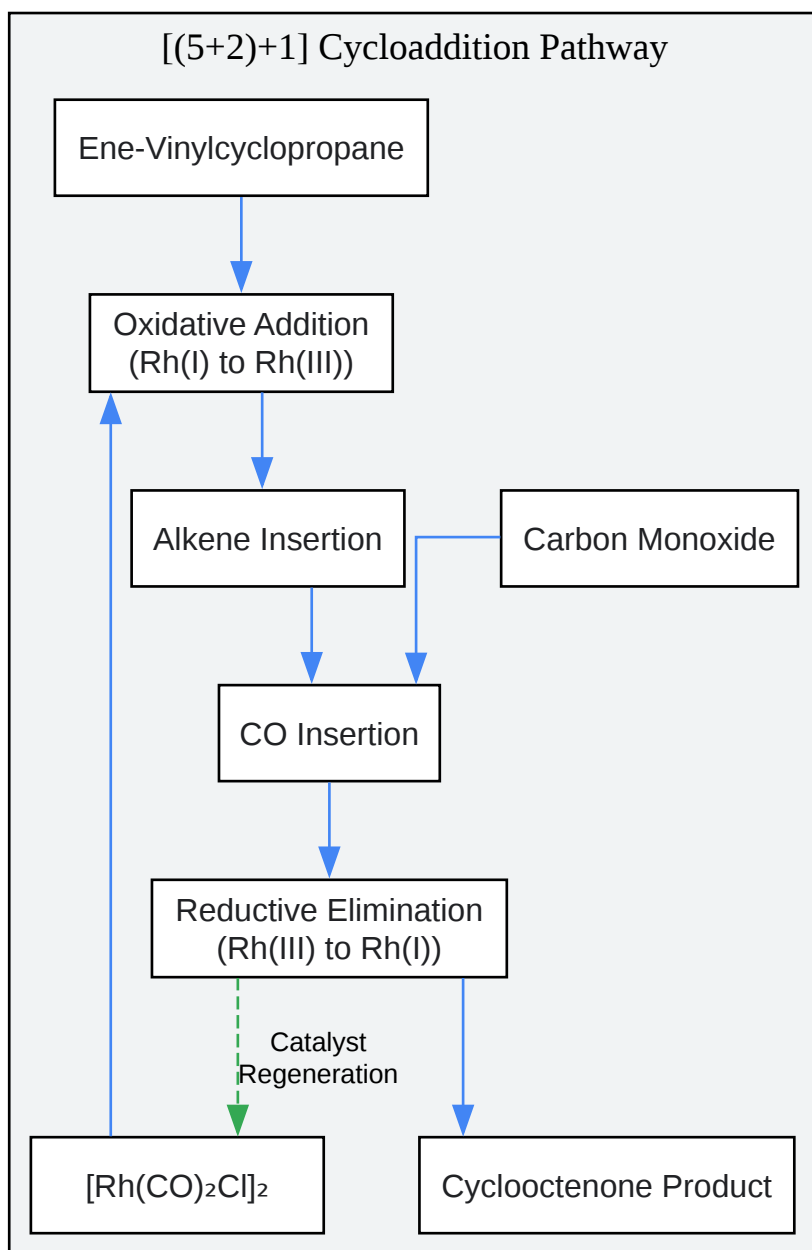 [(5+2)+1] Cycloaddition Pathway
Ene-Vinylcyclopropane
Oxidative Addition
(Rh(I) to Rh(III))
Alkene Insertion
Carbon Monoxide
CO Insertion
Reductive Elimination
(Rh(III) to Rh(I))
Catalyst
Regeneration
[Rh(CO)₂Cl]₂
Cyclooctenone Product